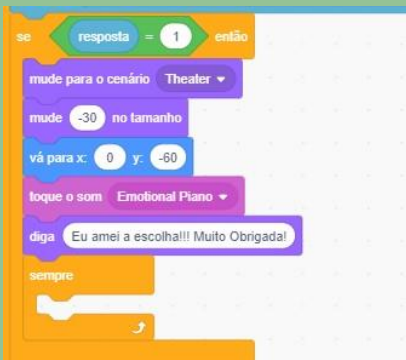 se resposta = 1 então
mude para o cenário Theater
mude -30 no tamanho
vá para x: 0 y: -60
toque o som Emotional Piano
diga Eu amei a escolha!!! Muito Obrigada!
sempre